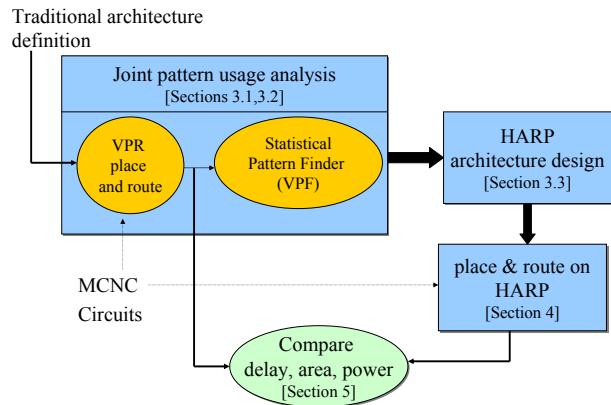 Traditional architecture
definition
Joint pattern usage analysis
[Sections 3.1,3.2]
VPR
place
and route
Statistical
Pattern Finder
(VPF)
HARP
architecture design
[Section 3.3]
MCNC
Circuits
place & route on
HARP
[Section 4]
Compare
delay, area, power
[Section 5]